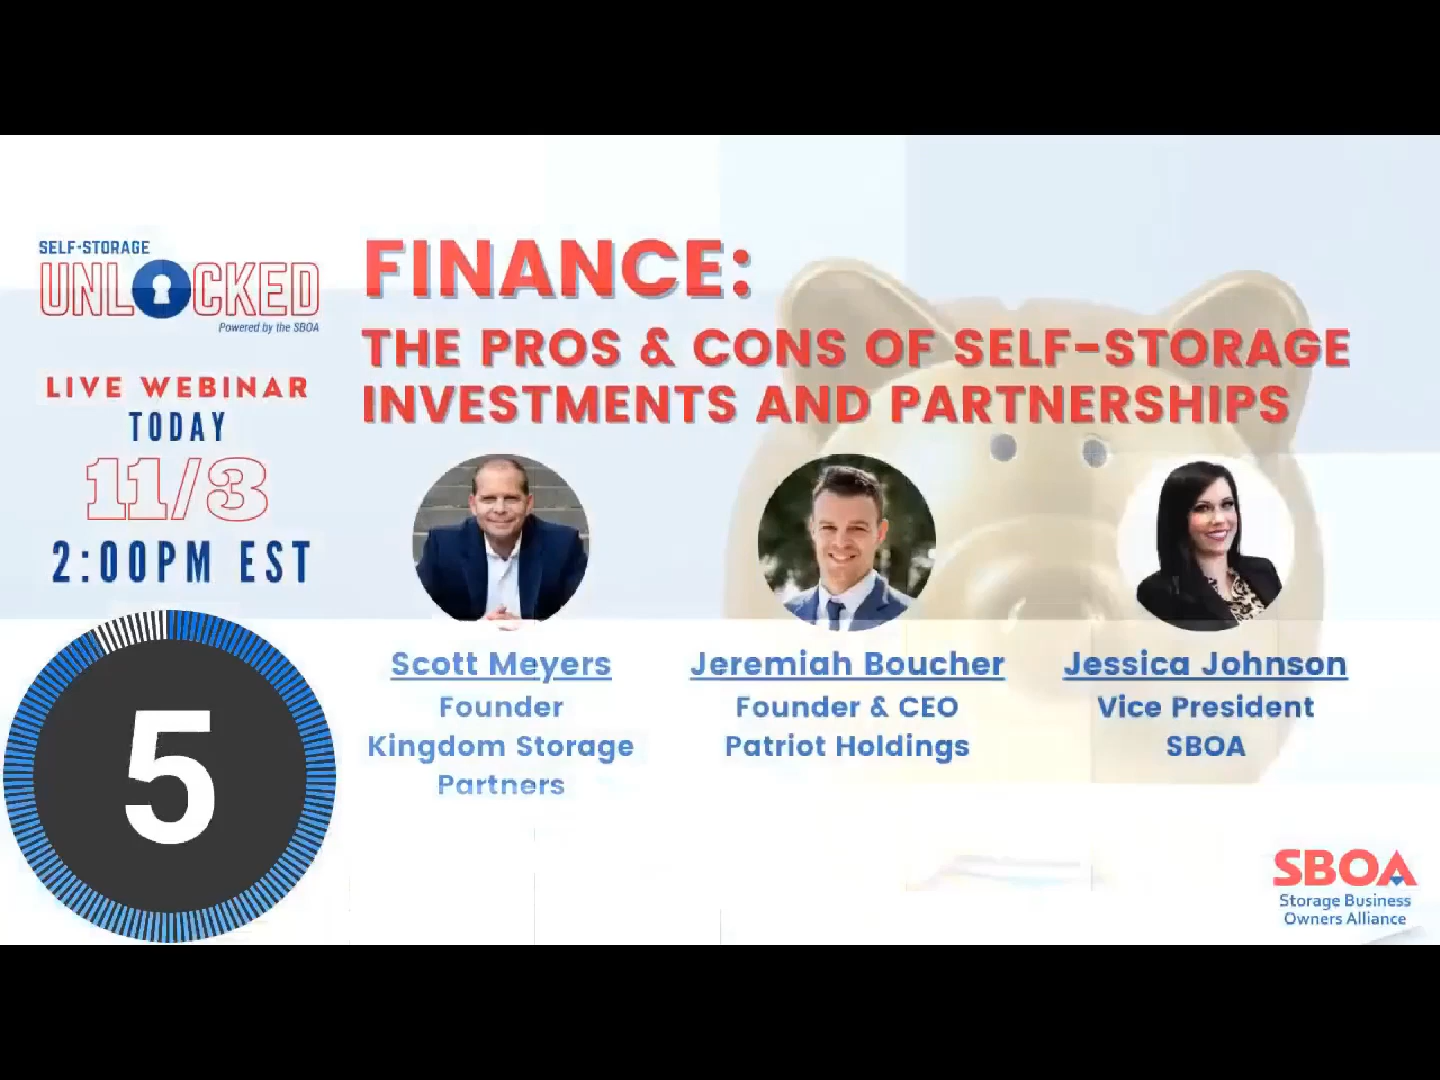 SELF-STORAGE
UNLOCKED
Powered by the SBOA
LIVE WEBINAR
TODAY
11/3
2:00PM EST
5
FINANCE:
THE PROS & CONS OF SELF-STORAGE
INVESTMENTS AND PARTNERSHIPS
Scott Meyers
Founder
Kingdom Storage
Partners
Jeremiah Boucher
Founder & CEO
Patriot Holdings
Jessica Johnson
Vice President
SBOA
SBOA
Storage Business
Owners Alliance